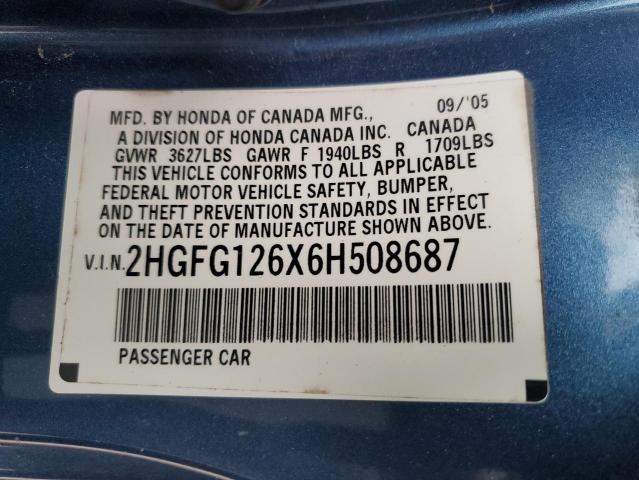 MFD. BY HONDA OF CANADA MFG., 09/'05
A DIVISION OF HONDA CANADA INC. CANADA
GVWR 3627LBS GAWR F 1940LBS R 1709LBS
THIS VEHICLE CONFORMS TO ALL APPLICABLE
FEDERAL MOTOR VEHICLE SAFETY, BUMPER,
AND THEFT PREVENTION STANDARDS IN EFFECT
ON THE DATE OF MANUFACTURE SHOWN ABOVE.
V.I.N. 2HGFG126X6H508687
PASSENGER CAR